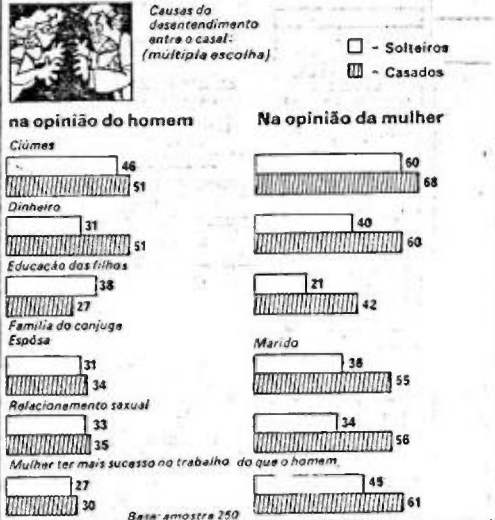 Causas do
desentendimento
entre o casal:
(múltipla escolha)
- Solteiros
- Casados
na opinião do homem
Na opinião da mulher
Ciúmes
46
51
60
68
Dinheiro
31
51
40
60
Educação dos filhos
38
27
21
42
Família do conjuge
Espôsa
31
34
Marido
36
55
Relacionamento sexual
33
35
34
56
Mulher ter mais sucesso no trabalho do que o homem
27
30
45
61
Base: amostra 250